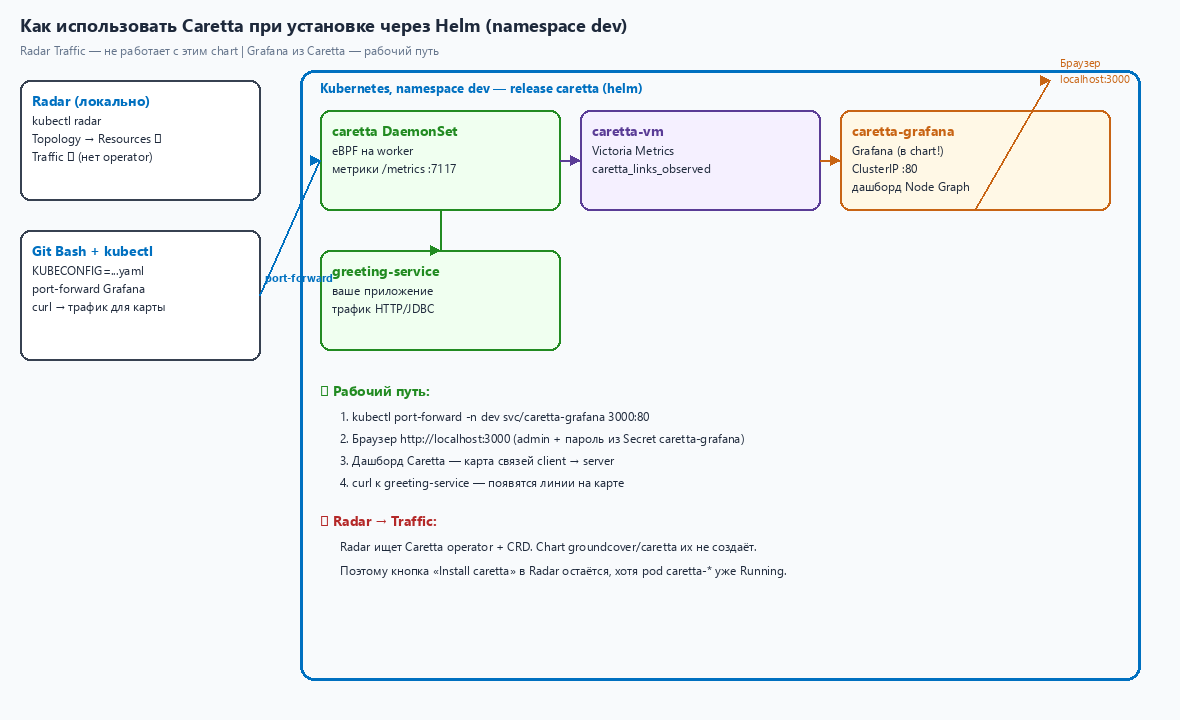 Как использовать Caretta при установке через Helm (namespace dev)
Radar Traffic — не работает с этим chart | Grafana из Caretta — рабочий путь
Браузер
localhost:3000
Radar (локально)
kubectl radar
Topology → Resources
Traffic (нет operator)
Git Bash + kubectl
KUBECONFIG=...yaml
port-forward Grafana
curl → трафик для карты
port-forward
Kubernetes, namespace dev — release caretta (helm)
caretta DaemonSet
eBPF на worker
метрики /metrics :7117
caretta-vm
Victoria Metrics
caretta_links_observed
caretta-grafana
Grafana (в chart!)
ClusterIP :80
дашборд Node Graph
greeting-service
ваше приложение
трафик HTTP/JDBC
Рабочий путь:
1. kubectl port-forward -n dev svc/caretta-grafana 3000:80
2. Браузер http://localhost:3000 (admin + пароль из Secret caretta-grafana)
3. Дашборд Caretta — карта связей client → server
4. curl к greeting-service — появятся линии на карте
Radar → Traffic:
Radar ищет Caretta operator + CRD. Chart groundcover/caretta их не создаёт.
Поэтому кнопка «Install caretta» в Radar остаётся, хотя pod caretta-* уже Running.